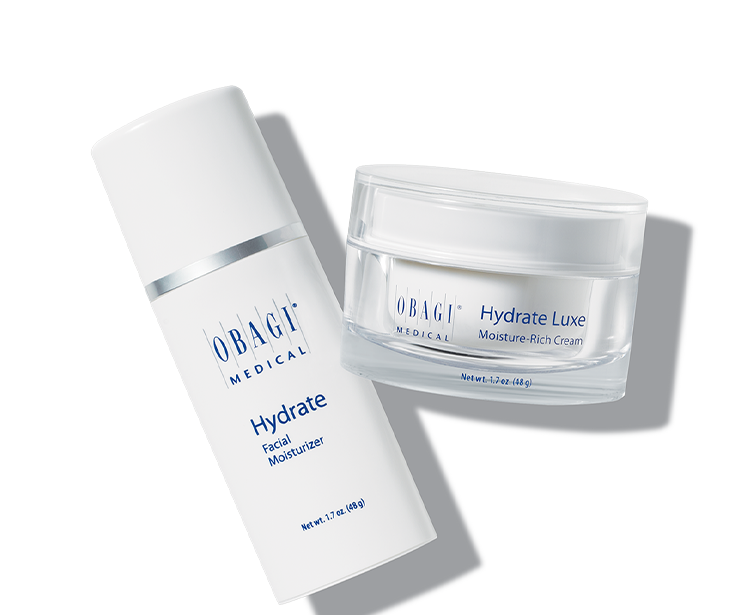 OBAGI®
MEDICAL
Hydrate
Facial
Moisturizer
Net wt. 1.7 oz. (48 g)
OBAGI®
MEDICAL
Hydrate Luxe
Moisture-Rich Cream
Net wt. 1.7 oz. (48 g)